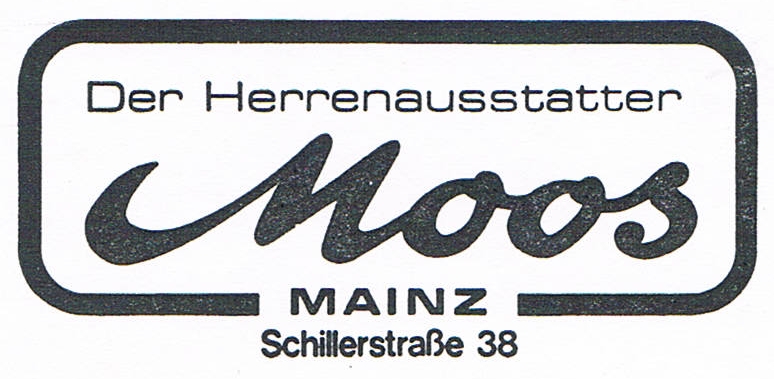 Der Herrenausstatter
Moos
MAINZ
Schillerstraße 38